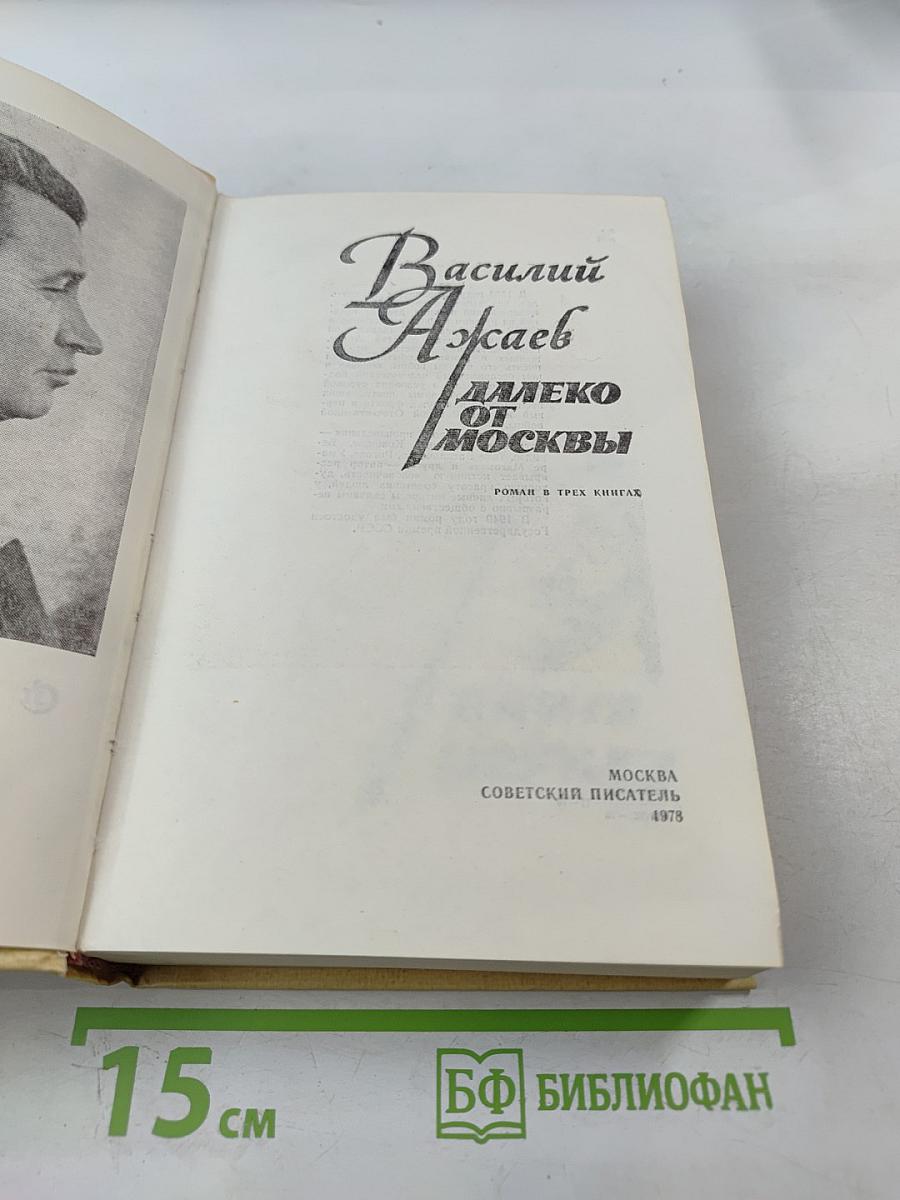 Василий
Ажаев
ДАЛЕКО
ОТ
МОСКВЫ
РОМАН В ТРЕХ КНИГАХ
МОСКВА
СОВЕТСКИЙ ПИСАТЕЛЬ
1978
15 см
БФ БИБЛИОФАН